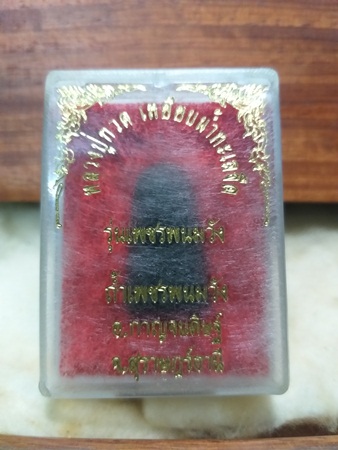 หลวงปู่ทวด เหยียบน้ำทะเลจืด
รุ่นเพชรพนมวัง
ถ้ำเพชรพนมวัง
อ.กาญจนดิษฐ์
จ.สุราษฎร์ธานี